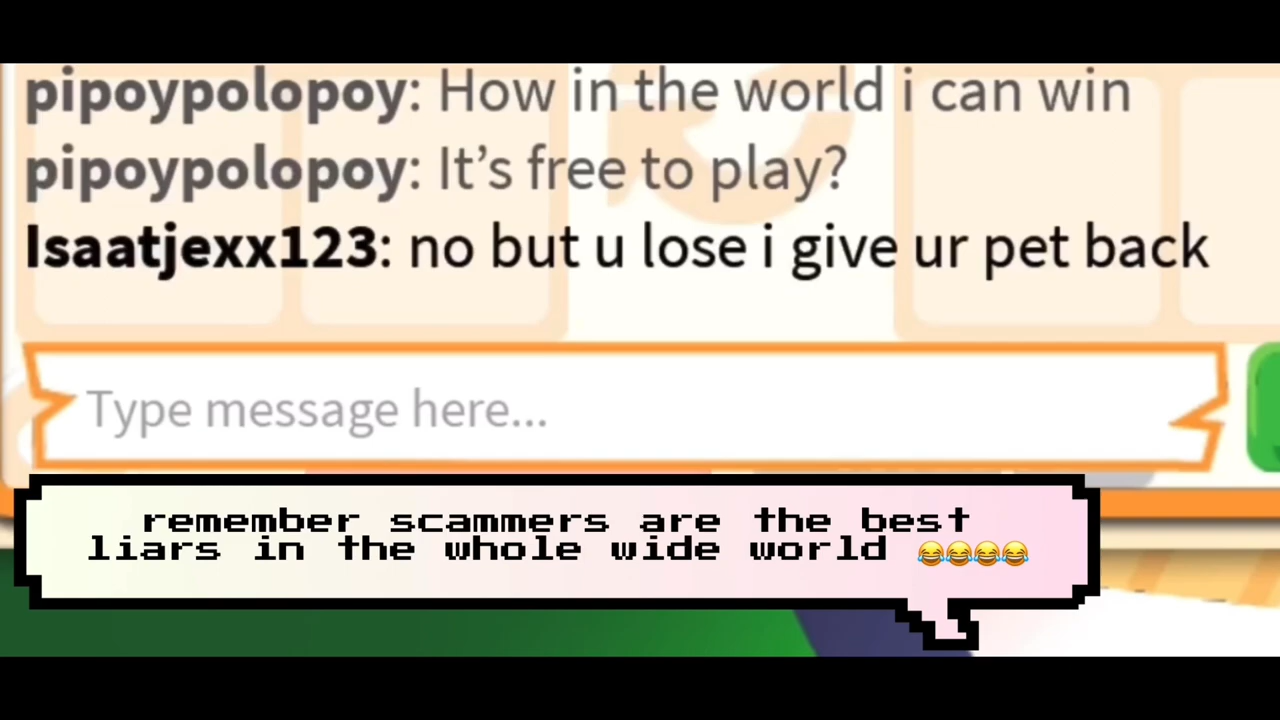 pipoypolopoy: How in the world i can win
pipoypolopoy: It’s free to play?
Isaatjexx123: no but u lose i give ur pet back
Type message here...
remember scammers are the best
liars in the whole wide world 😂😂😂😂